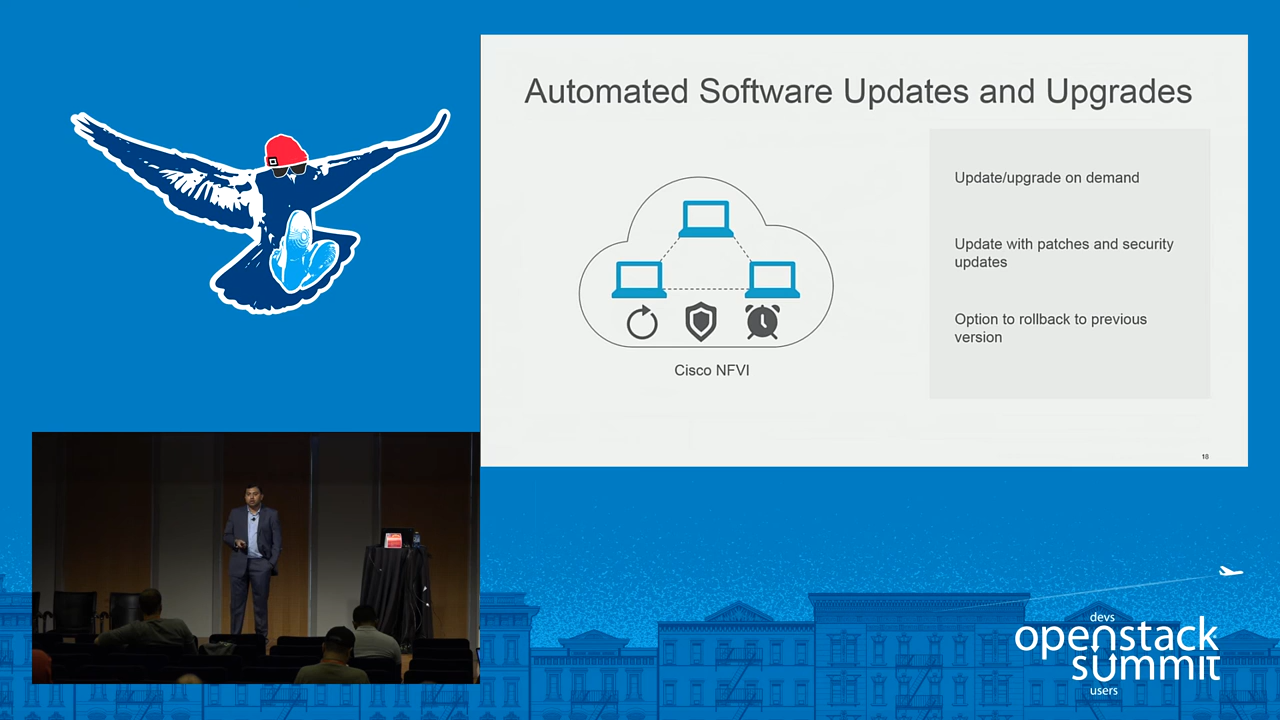 Automated Software Updates and Upgrades
Update/upgrade on demand
Update with patches and security
updates
Option to rollback to previous
version
Cisco NFVI
18
devs
openstack
summit
users